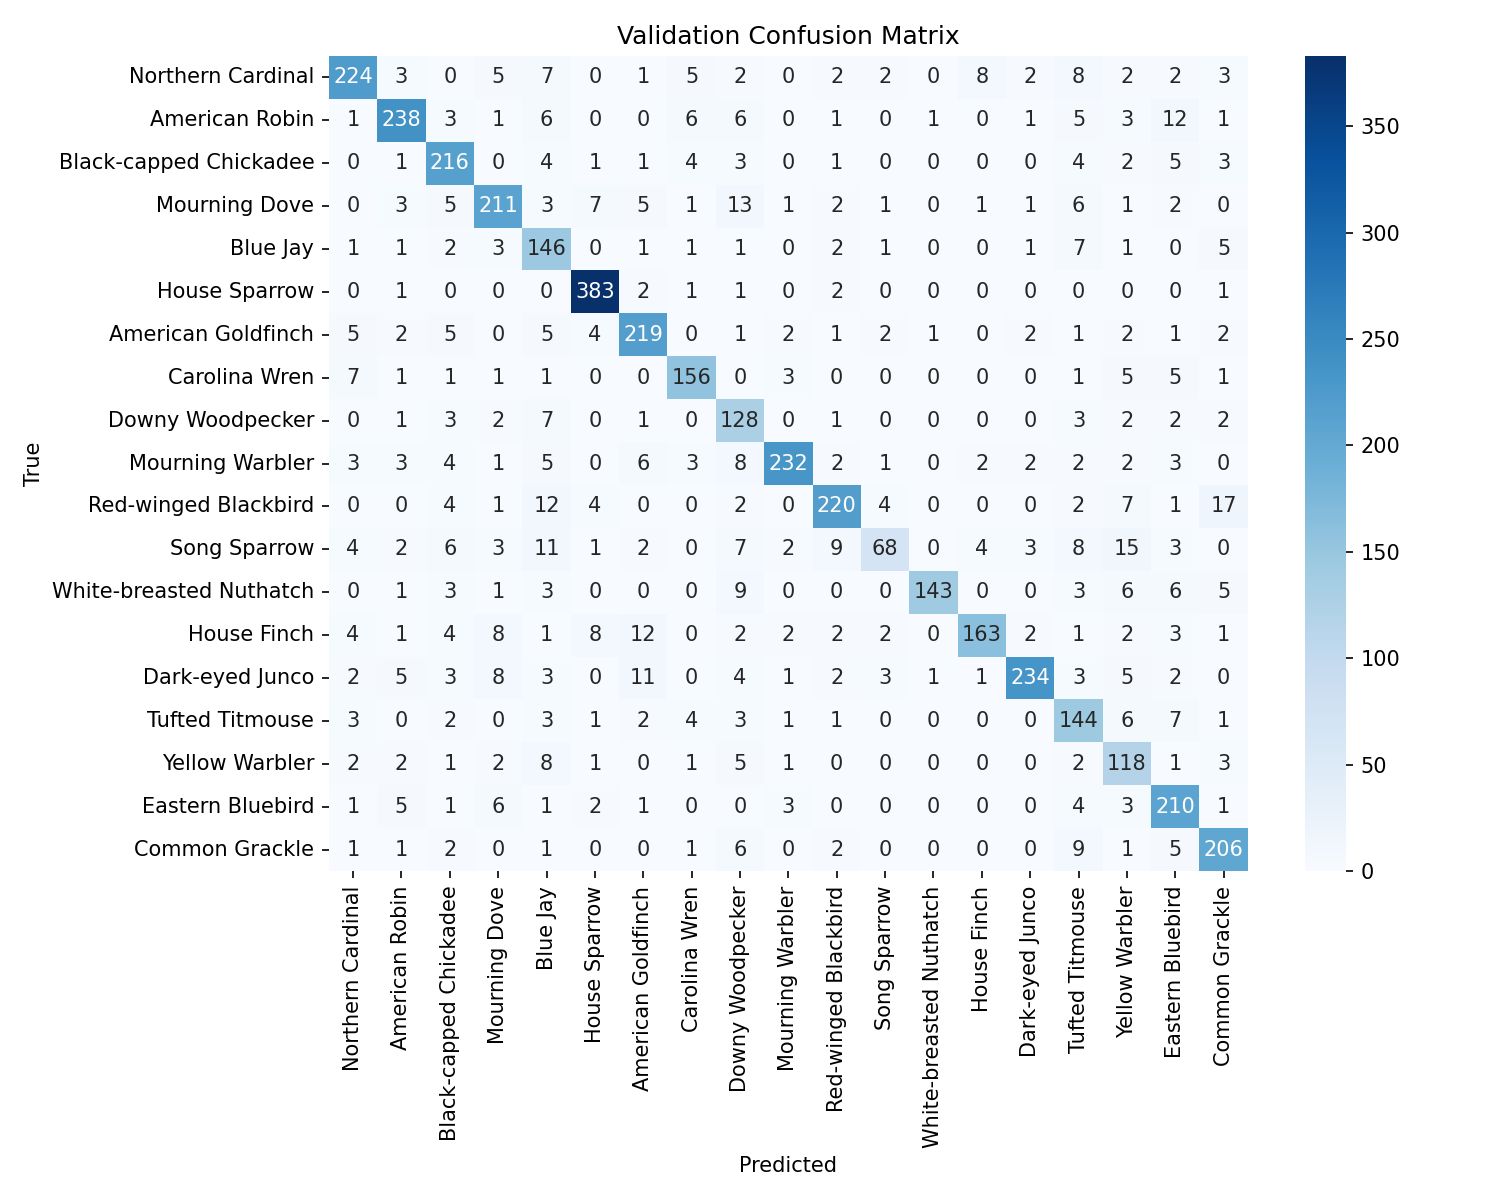 Validation Confusion Matrix
Northern Cardinal 224 3 0 5 7 0 1 5 2 0 2 2 0 8 2 8 2 2 3
American Robin 1 238 3 1 6 0 0 6 6 0 1 0 1 0 1 5 3 12 1
Black-capped Chickadee 0 1 216 0 4 1 1 4 3 0 1 0 0 0 0 4 2 5 3
Mourning Dove 0 3 5 211 3 7 5 1 13 1 2 1 0 1 1 6 1 2 0
Blue Jay 1 1 2 3 146 0 1 1 1 0 2 1 0 0 1 7 1 0 5
House Sparrow 0 1 0 0 0 383 2 1 1 0 2 0 0 0 0 0 0 0 1
American Goldfinch 5 2 5 0 5 4 219 0 1 2 1 2 1 0 2 1 2 1 2
Carolina Wren 7 1 1 1 1 0 0 156 0 3 0 0 0 0 0 1 5 5 1
Downy Woodpecker 0 1 3 2 7 0 1 0 128 0 1 0 0 0 0 3 2 2 2
Mourning Warbler 3 3 4 1 5 0 6 3 8 232 2 1 0 2 2 2 2 3 0
Red-winged Blackbird 0 0 4 1 12 4 0 0 2 0 220 4 0 0 0 2 7 1 17
Song Sparrow 4 2 6 3 11 1 2 0 7 2 9 68 0 4 3 8 15 3 0
White-breasted Nuthatch 0 1 3 1 3 0 0 0 9 0 0 0 143 0 0 3 6 6 5
House Finch 4 1 4 8 1 8 12 0 2 2 2 2 0 163 2 1 2 3 1
Dark-eyed Junco 2 5 3 8 3 0 11 0 4 1 2 3 1 1 234 3 5 2 0
Tufted Titmouse 3 0 2 0 3 1 2 4 3 1 1 0 0 0 0 144 6 7 1
Yellow Warbler 2 2 1 2 8 1 0 1 5 1 0 0 0 0 0 2 118 1 3
Eastern Bluebird 1 5 1 6 1 2 1 0 0 3 0 0 0 0 0 4 3 210 1
Common Grackle 1 1 2 0 1 0 0 1 6 0 2 0 0 0 0 9 1 5 206
True
Northern Cardinal
American Robin
Black-capped Chickadee
Mourning Dove
Blue Jay
House Sparrow
American Goldfinch
Carolina Wren
Downy Woodpecker
Mourning Warbler
Red-winged Blackbird
Song Sparrow
White-breasted Nuthatch
House Finch
Dark-eyed Junco
Tufted Titmouse
Yellow Warbler
Eastern Bluebird
Common Grackle
Predicted
350
300
250
200
150
100
50
0